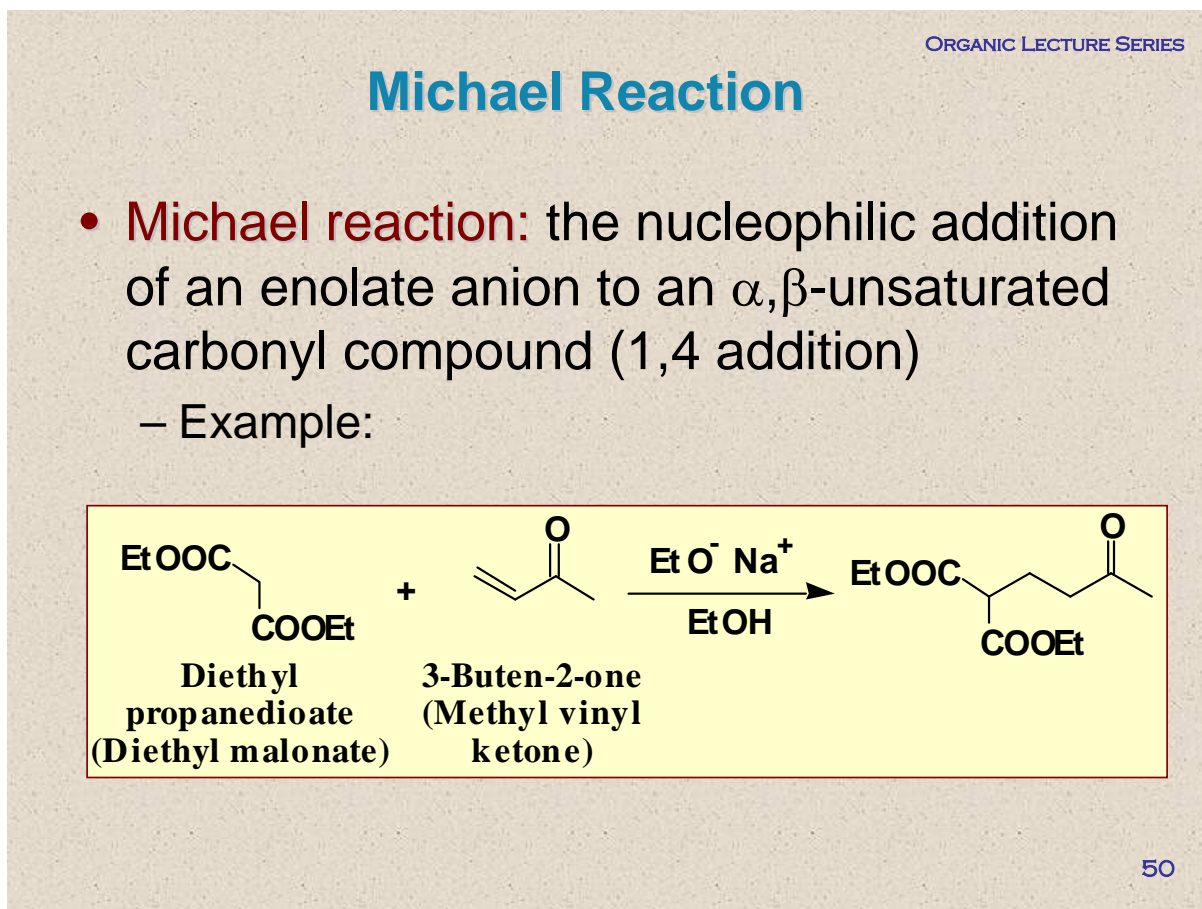 ORGANIC LECTURE SERIES
Michael Reaction
• Michael reaction: the nucleophilic addition
of an enolate anion to an α,β-unsaturated
carbonyl compound (1,4 addition)
– Example:
EtOOC
COOEt
+
O
EtO- Na+
EtOH
EtOOC
COOEt
O
Diethyl
propanedioate
(Diethyl malonate)
3-Buten-2-one
(Methyl vinyl
ketone)
50